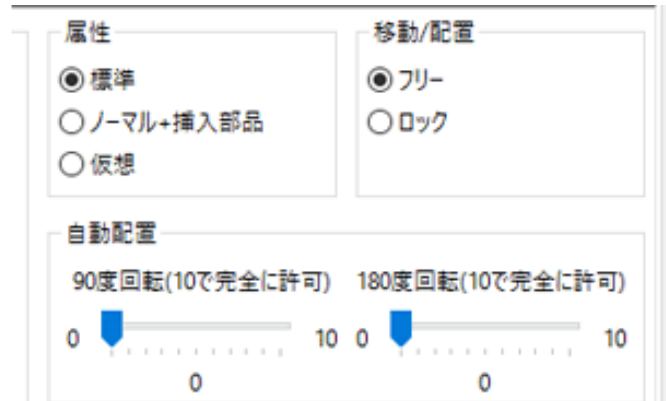 属性
標準
ノーマル+挿入部品
仮想
移動/配置
フリー
ロック
自動配置
90度回転(10で完全に許可)
0 10
0
180度回転(10で完全に許可)
0 10
0